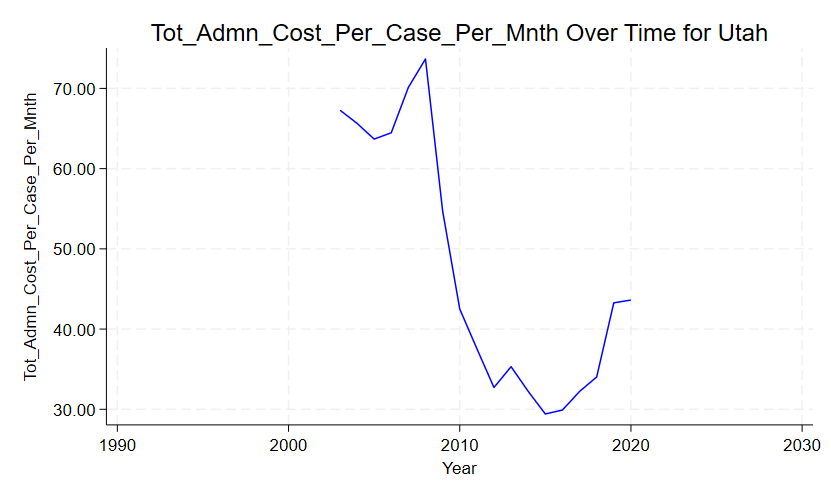 Tot_Admn_Cost_Per_Case_Per_Mnth Over Time for Utah
Tot_Admn_Cost_Per_Case_Per_Mnth
70.00
60.00
50.00
40.00
30.00
1990 2000 2010 2020 2030
Year